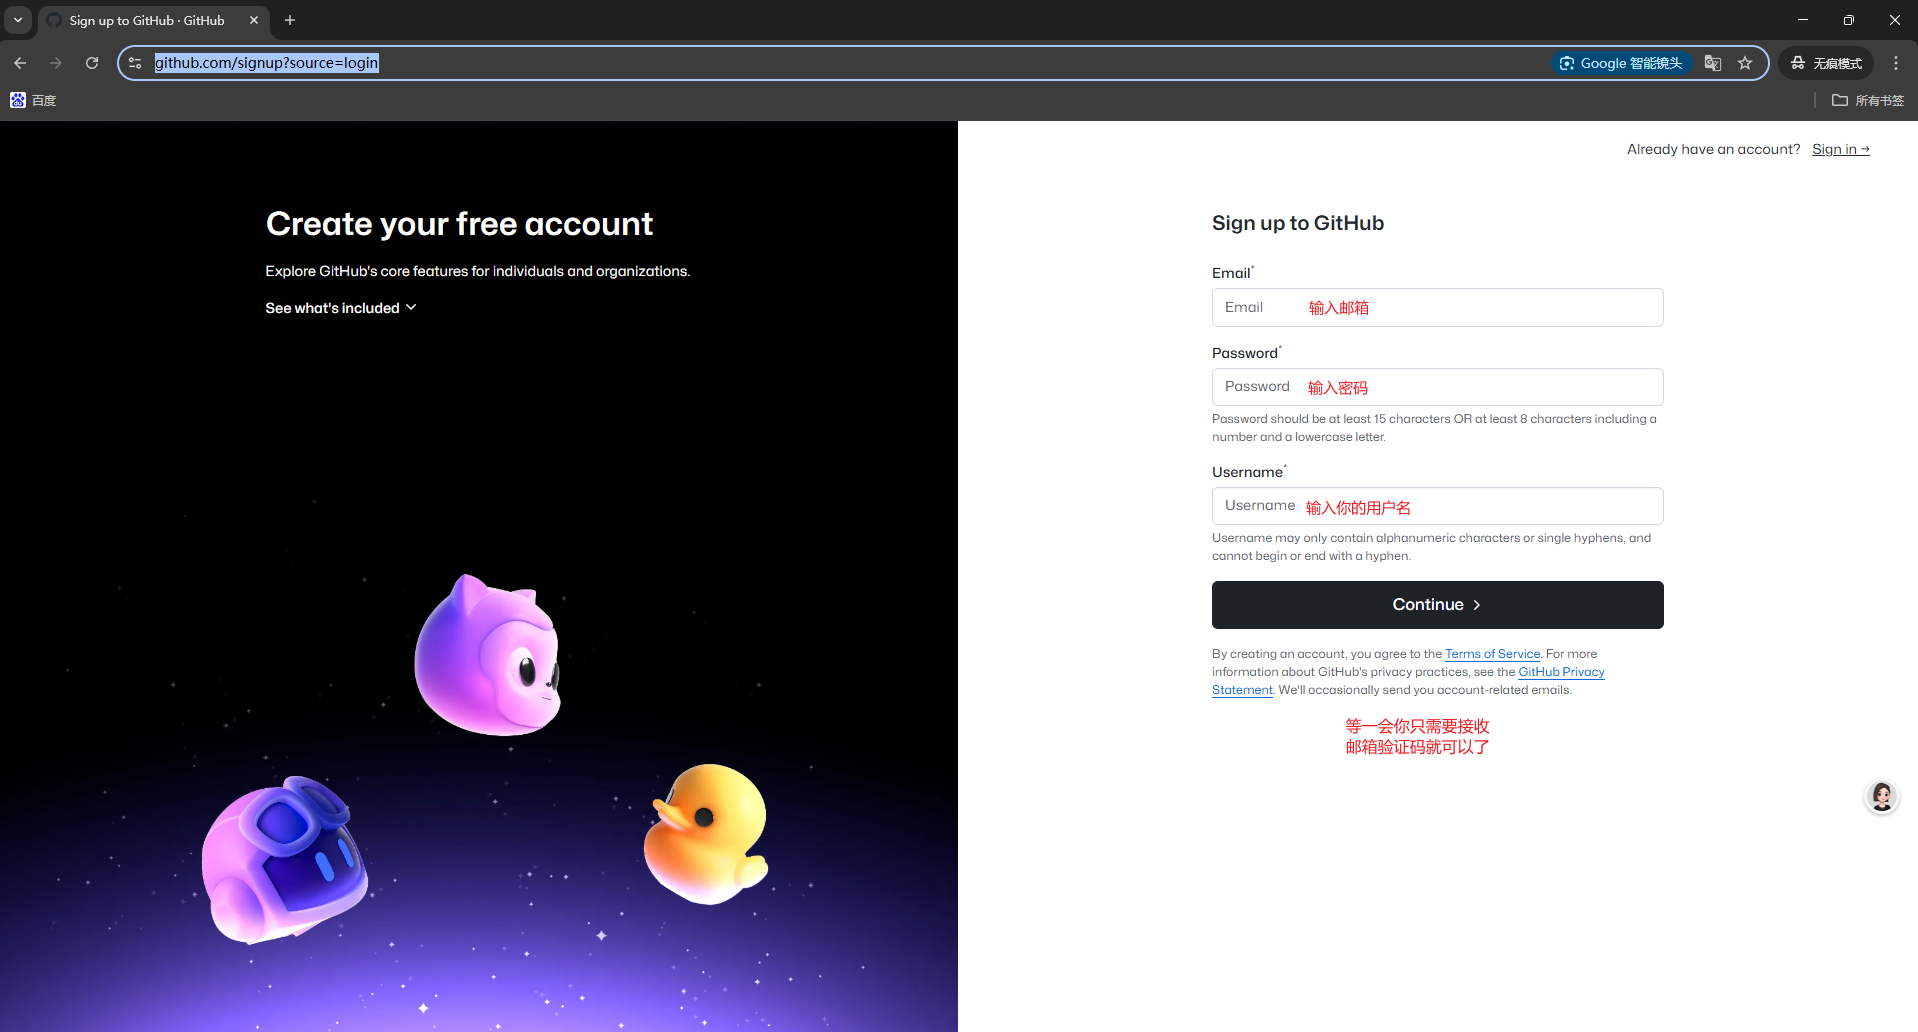 Sign up to GitHub · GitHub
github.com/signup?source=login
Google 智能镜头
无痕模式
百度
所有书签
Already have an account? Sign in →
Create your free account
Explore GitHub's core features for individuals and organizations.
See what's included
Sign up to GitHub
Email*
Email 输入邮箱
Password*
Password 输入密码
Password should be at least 15 characters OR at least 8 characters including a
number and a lowercase letter.
Username*
Username 输入你的用户名
Username may only contain alphanumeric characters or single hyphens, and
cannot begin or end with a hyphen.
Continue
By creating an account, you agree to the Terms of Service. For more
information about GitHub's privacy practices, see the GitHub Privacy
Statement. We'll occasionally send you account-related emails.
等一会你只需要接收
邮箱验证码就可以了